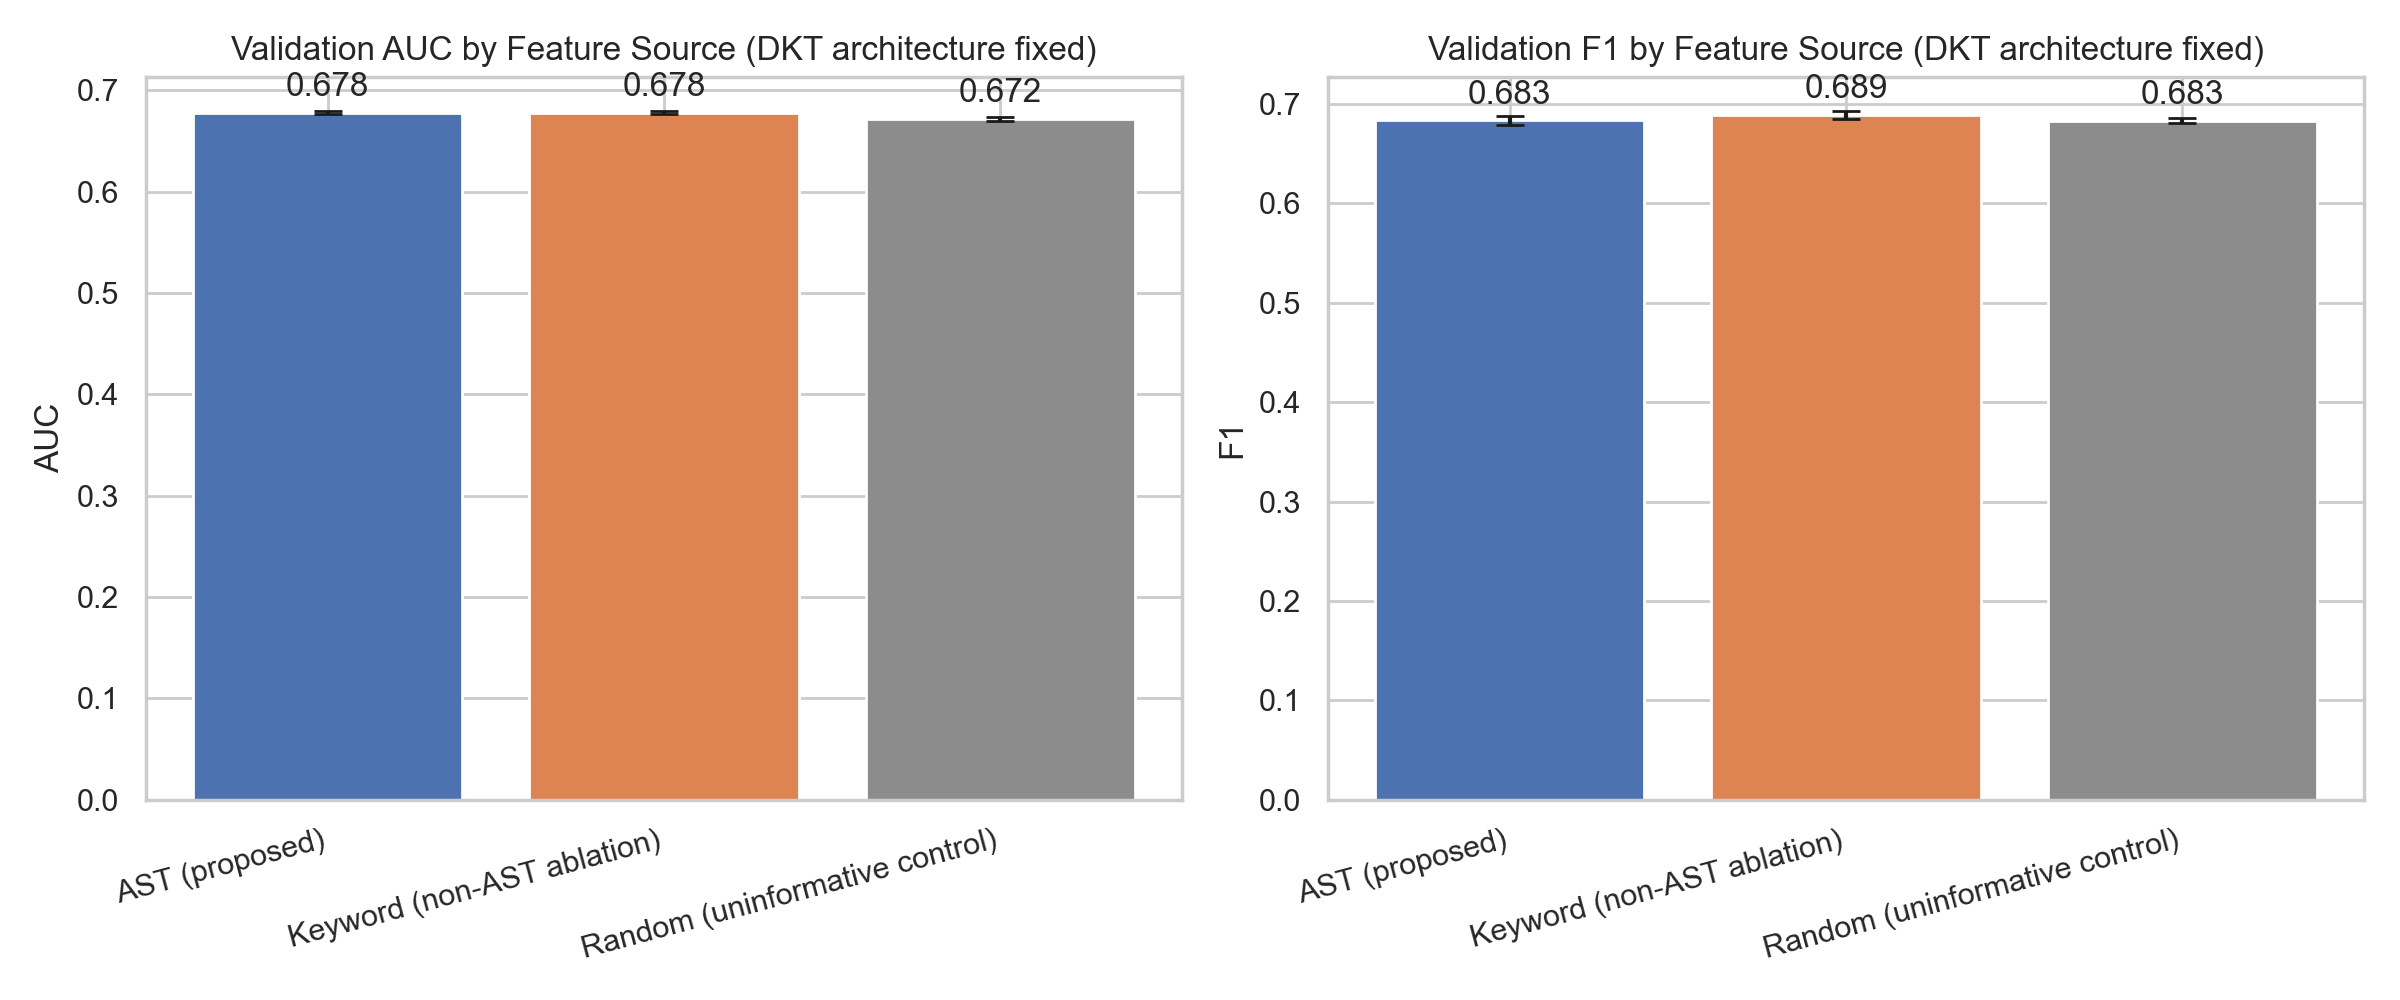 Validation AUC by Feature Source (DKT architecture fixed)
0.678
0.678
0.672
0.7
0.6
0.5
0.4
0.3
0.2
0.1
0.0
AUC
AST (proposed)
Keyword (non-AST ablation)
Random (uninformative control)
Validation F1 by Feature Source (DKT architecture fixed)
0.683
0.689
0.683
0.7
0.6
0.5
0.4
0.3
0.2
0.1
0.0
F1
AST (proposed)
Keyword (non-AST ablation)
Random (uninformative control)